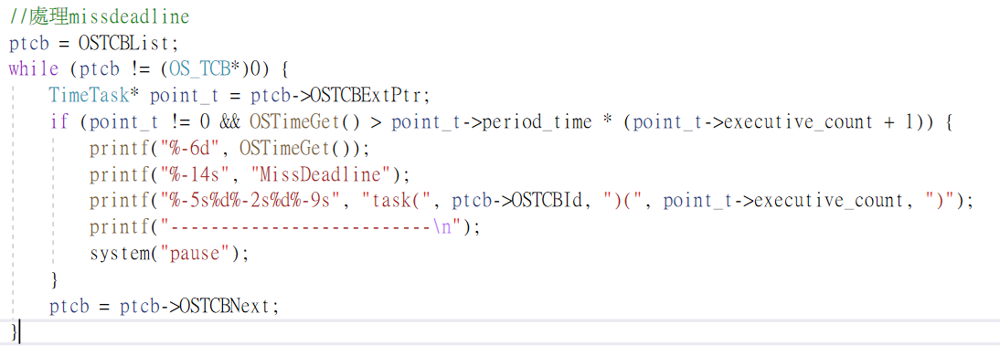 //處理missdeadline
ptcb = OSTCBList;
while (ptcb != (OS_TCB*)0) {
    TimeTask* point_t = ptcb->OSTCBExtPtr;
    if (point_t != 0 && OSTimeGet() > point_t->period_time * (point_t->executive_count + 1)) {
        printf("%-6d", OSTimeGet());
        printf("%-14s", "MissDeadline");
        printf("%-5s%d%-2s%d%-9s", "task(", ptcb->OSTCBId, ")(", point_t->executive_count, ")");
        printf("--------------------------\n");
        system("pause");
    }
    ptcb = ptcb->OSTCBNext;
}